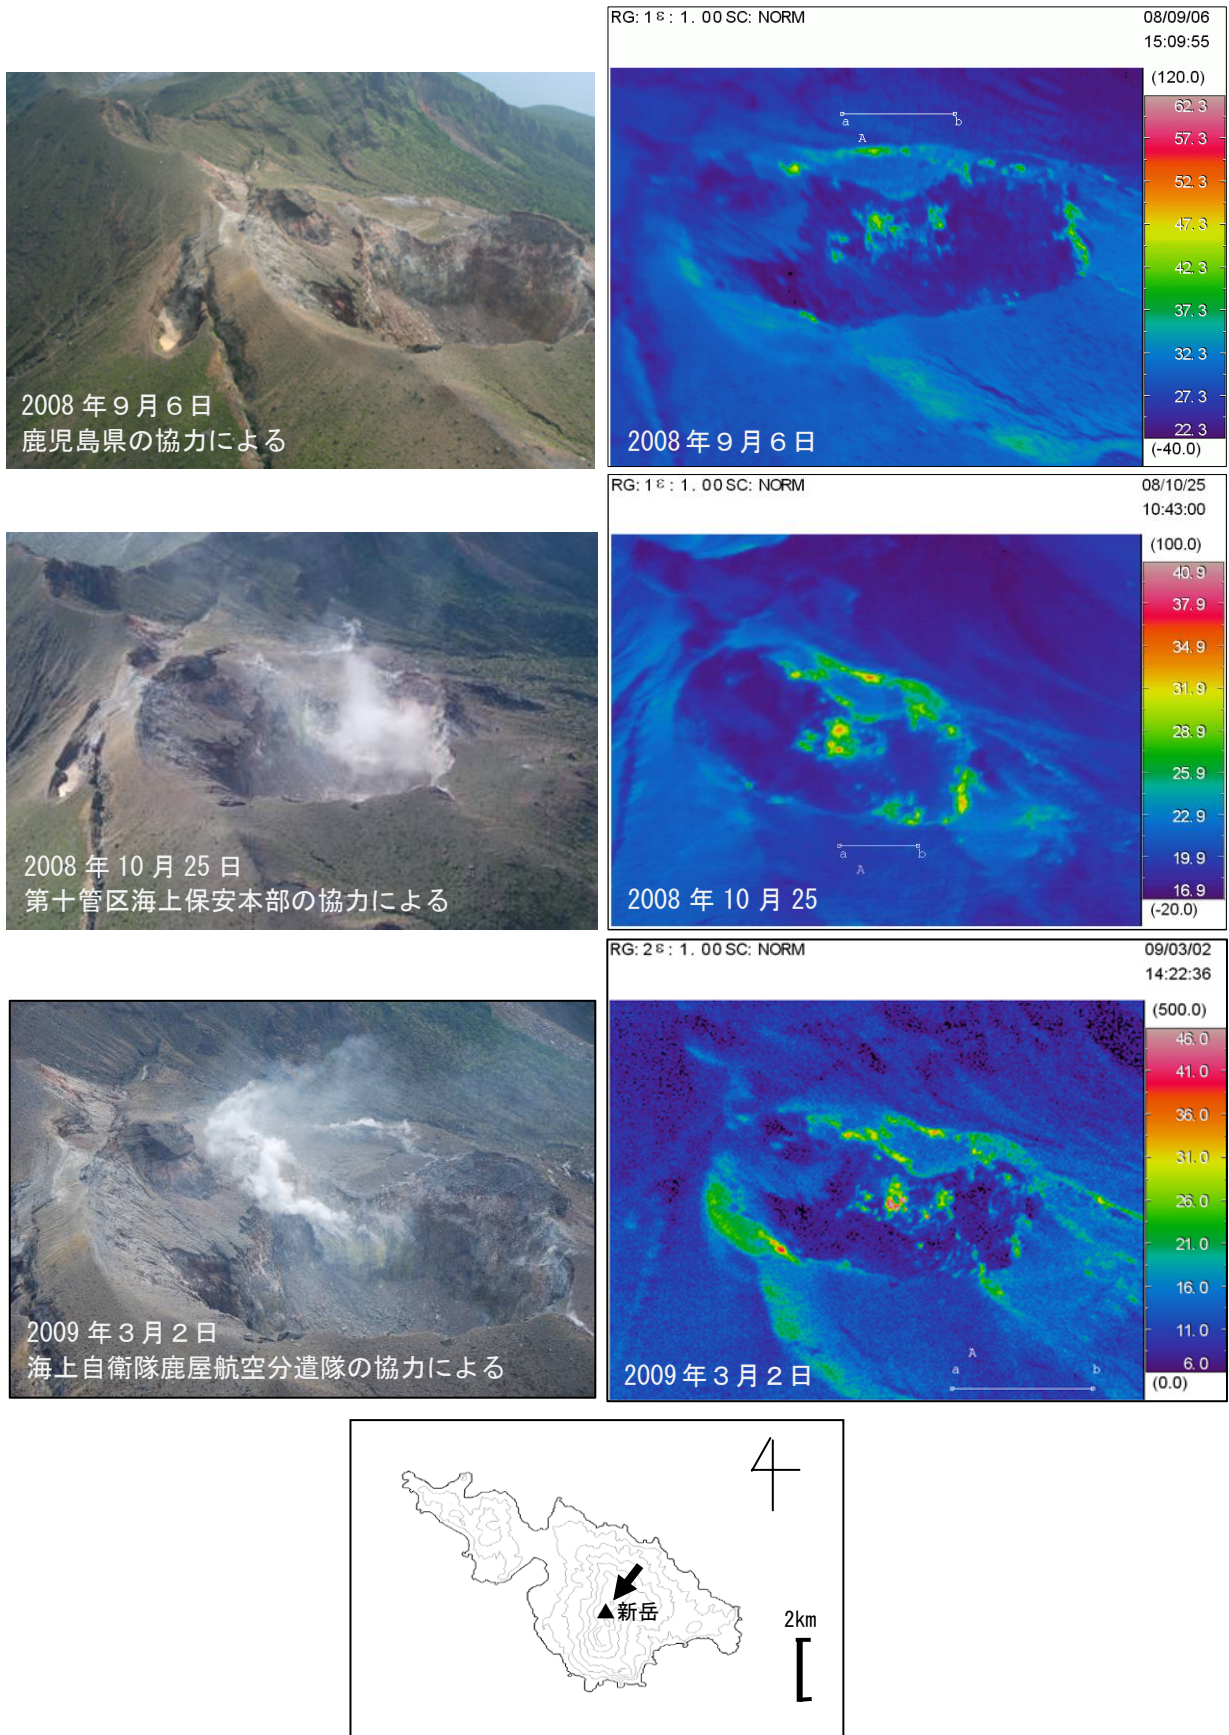 2008年9月6日
鹿児島県の協力による
RG:1ε:1.00 SC:NORM
08/09/06
15:09:55
(120.0)
62.3
57.3
52.3
47.3
42.3
37.3
32.3
27.3
22.3
(-40.0)
a b
A
2008年9月6日
2008年10月25日
第十管区海上保安本部の協力による
RG:1ε:1.00 SC:NORM
08/10/25
10:43:00
(100.0)
40.9
37.9
34.9
31.9
28.9
25.9
22.9
19.9
16.9
(-20.0)
a b
A
2008年10月25
2009年3月2日
海上自衛隊鹿屋航空分遣隊の協力による
RG:2ε:1.00 SC:NORM
09/03/02
14:22:36
(500.0)
46.0
41.0
36.0
31.0
26.0
21.0
16.0
11.0
6.0
(0.0)
A
a b
2009年3月2日
新岳
2km